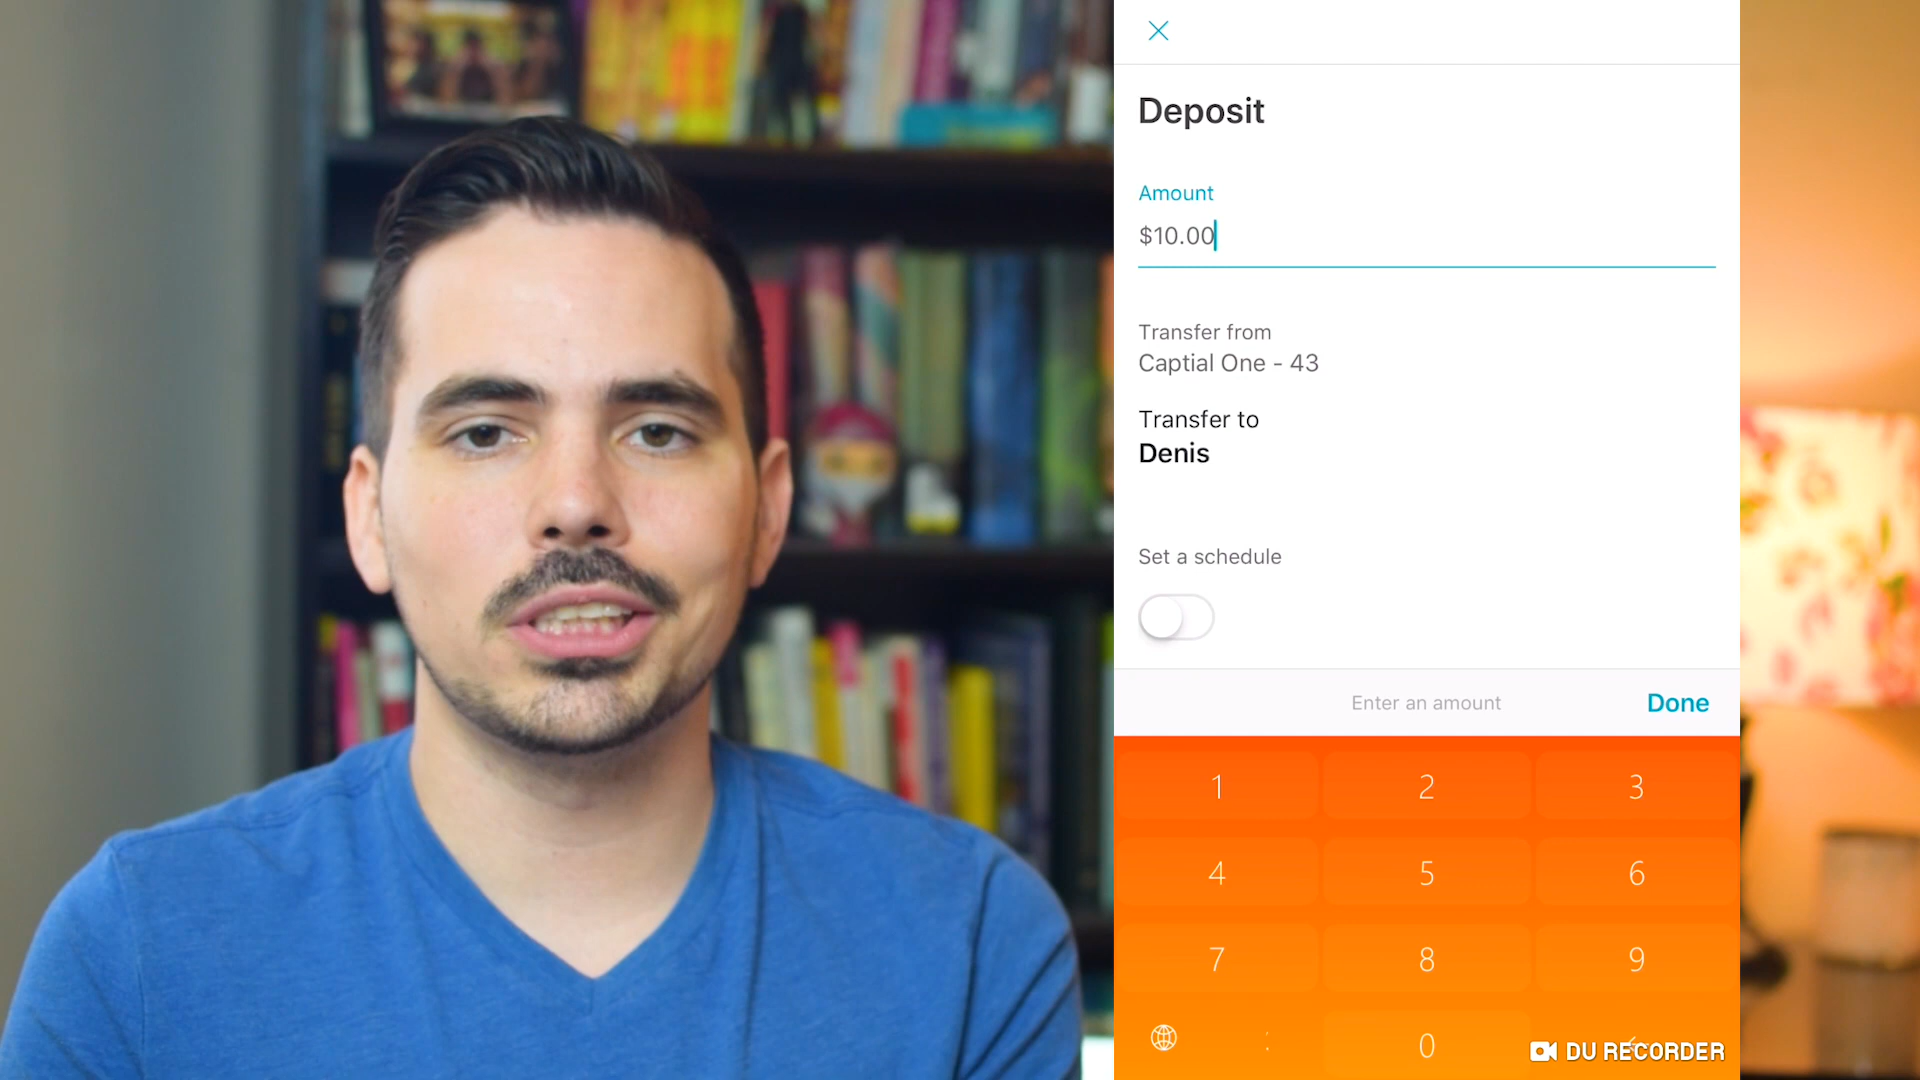 Deposit
Amount
$10.00
Transfer from
Captial One - 43
Transfer to
Denis
Set a schedule
Enter an amount
Done
1 2 3
4 5 6
7 8 9
: 0
DU RECORDER